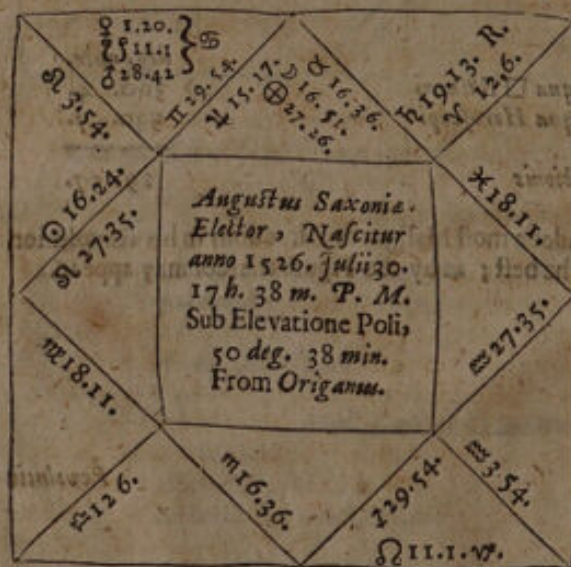 ♀ 1.20.
☋ 11.1 } ♋
☿ 28.42
♌ 3.54.
♊ 29.54.
♃ 15.17.
☽ 16.51.
⊕ 27.26.
♉ 16.36.
♄ 19.13. R.
♈ 12.6.
☉ 16.24.
♌ 27.35.
♓ 18.11.
Augustus Saxoniæ.
Elector, Nascitur
anno 1526. Julii 30.
17 h. 38 m. P. M.
Sub Elevatione Poli,
50 deg. 38 min.
From Origanus.
♍ 18.11.
♒ 27.35.
♎ 126.
♏ 16.36.
♐ 29.54.
♒ 3.54.
☊ 11.1. ♑.